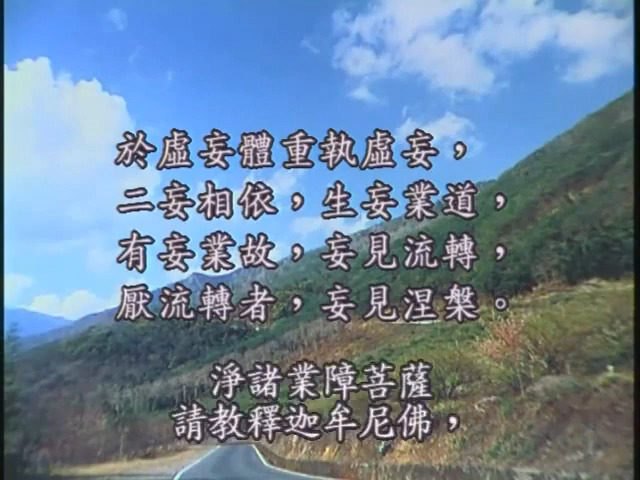 於虛妄體重執虛妄，
二妄相依，生妄業道，
有妄業故，妄見流轉，
厭流轉者，妄見涅槃。
淨諸業障菩薩
請教釋迦牟尼佛，